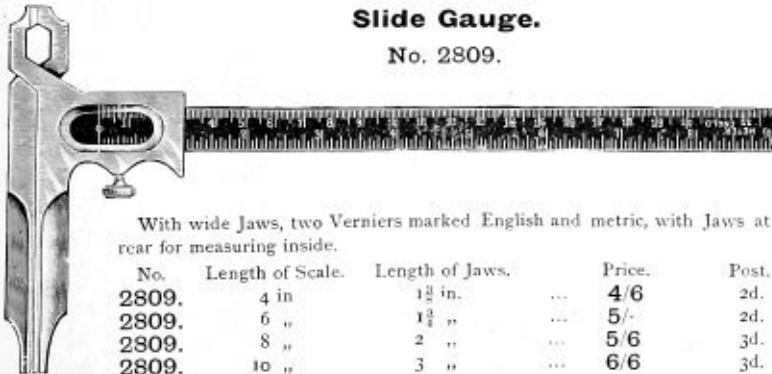 Slide Gauge.
No. 2809.
With wide Jaws, two Verniers marked English and metric, with Jaws at
rear for measuring inside.
No. Length of Scale. Length of Jaws. Price. Post.
2809. 4 in in. ... 4/6 2d.
2809. 6 „ 1¾ „ ... 5/- 2d.
2809. 8 „ 2 „ ... 5/6 3d.
2809. 10 „ 3 „ ... 6/6 3d.